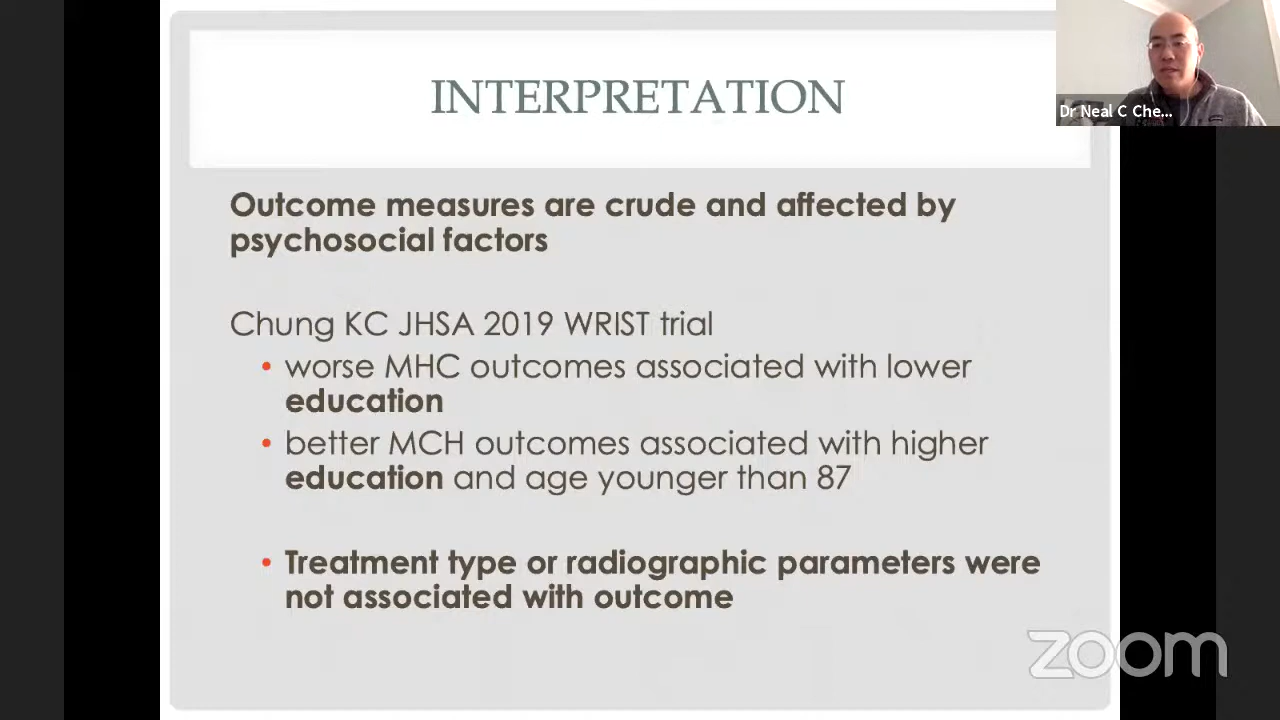 INTERPRETATION
Dr Neal C Che...
Outcome measures are crude and affected by
psychosocial factors
Chung KC JHSA 2019 WRIST trial
• worse MHC outcomes associated with lower
education
• better MCH outcomes associated with higher
education and age younger than 87
• Treatment type or radiographic parameters were
not associated with outcome
zoom